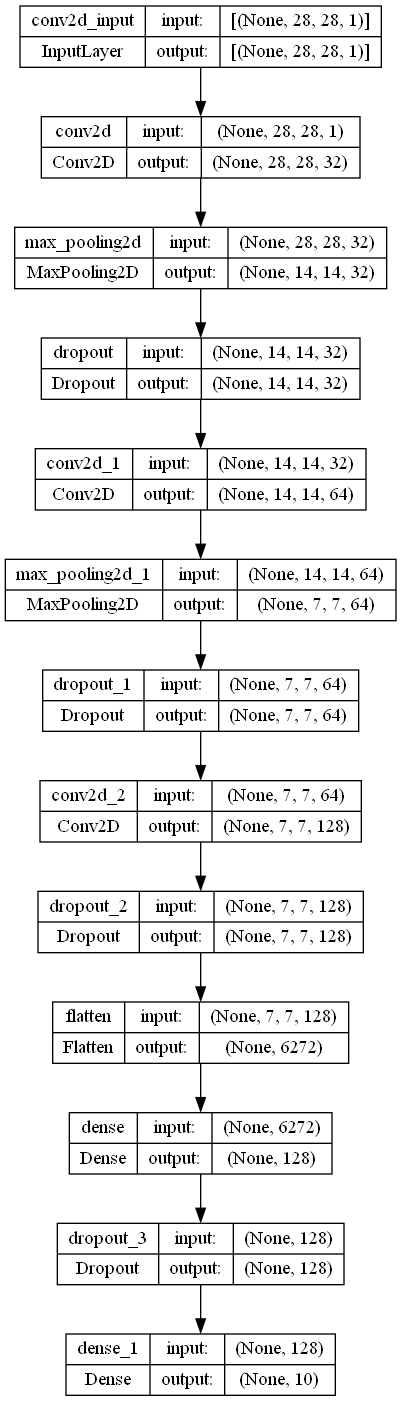 conv2d_input input: [(None, 28, 28, 1)]
InputLayer output: [(None, 28, 28, 1)]
conv2d input: (None, 28, 28, 1)
Conv2D output: (None, 28, 28, 32)
max_pooling2d input: (None, 28, 28, 32)
MaxPooling2D output: (None, 14, 14, 32)
dropout input: (None, 14, 14, 32)
Dropout output: (None, 14, 14, 32)
conv2d_1 input: (None, 14, 14, 32)
Conv2D output: (None, 14, 14, 64)
max_pooling2d_1 input: (None, 14, 14, 64)
MaxPooling2D output: (None, 7, 7, 64)
dropout_1 input: (None, 7, 7, 64)
Dropout output: (None, 7, 7, 64)
conv2d_2 input: (None, 7, 7, 64)
Conv2D output: (None, 7, 7, 128)
dropout_2 input: (None, 7, 7, 128)
Dropout output: (None, 7, 7, 128)
flatten input: (None, 7, 7, 128)
Flatten output: (None, 6272)
dense input: (None, 6272)
Dense output: (None, 128)
dropout_3 input: (None, 128)
Dropout output: (None, 128)
dense_1 input: (None, 128)
Dense output: (None, 10)